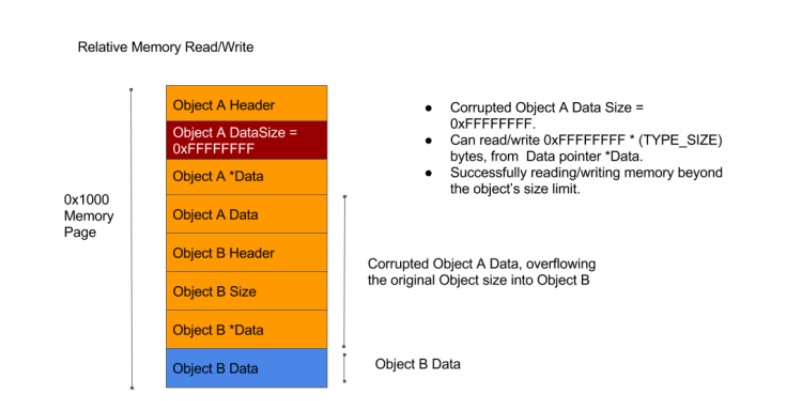 Relative Memory Read/Write
0x1000
Memory
Page
Object A Header
Object A DataSize =
0xFFFFFFFF
Object A *Data
Object A Data
Object B Header
Object B Size
Object B *Data
Object B Data
● Corrupted Object A Data Size =
0xFFFFFFFF.
● Can read/write 0xFFFFFFFF * (TYPE_SIZE)
bytes, from Data pointer *Data.
● Successfully reading/writing memory beyond
the object's size limit.
Corrupted Object A Data, overflowing
the original Object size into Object B
Object B Data